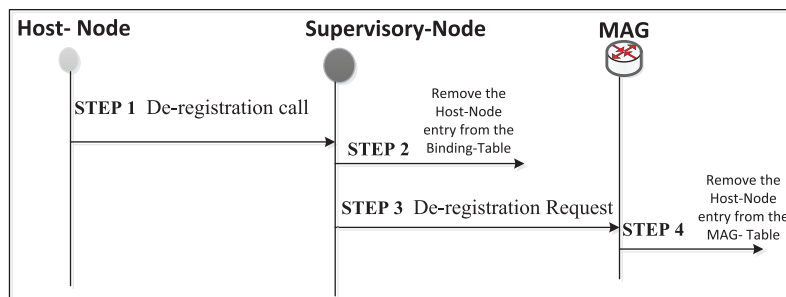 Host- Node
Supervisory-Node
MAG
STEP 1 De-registration call
Remove the
Host-Node
entry from the
Binding-Table
STEP 2
STEP 3 De-registration Request
Remove the
Host-Node
entry from the
MAG- Table
STEP 4